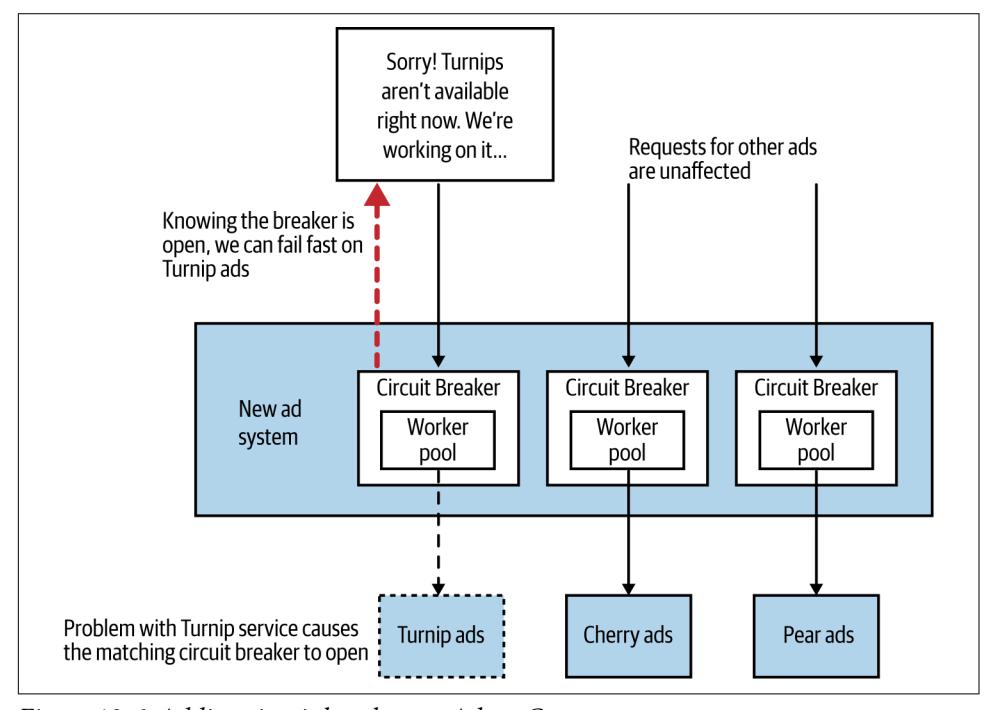 Sorry! Turnips
aren't available
right now. We're
working on it...
Requests for other ads
are unaffected
Knowing the breaker is
open, we can fail fast on
Turnip ads
New ad
system
Circuit Breaker
Worker
pool
Circuit Breaker
Worker
pool
Circuit Breaker
Worker
pool
Problem with Turnip service causes
the matching circuit breaker to open
Turnip ads
Cherry ads
Pear ads